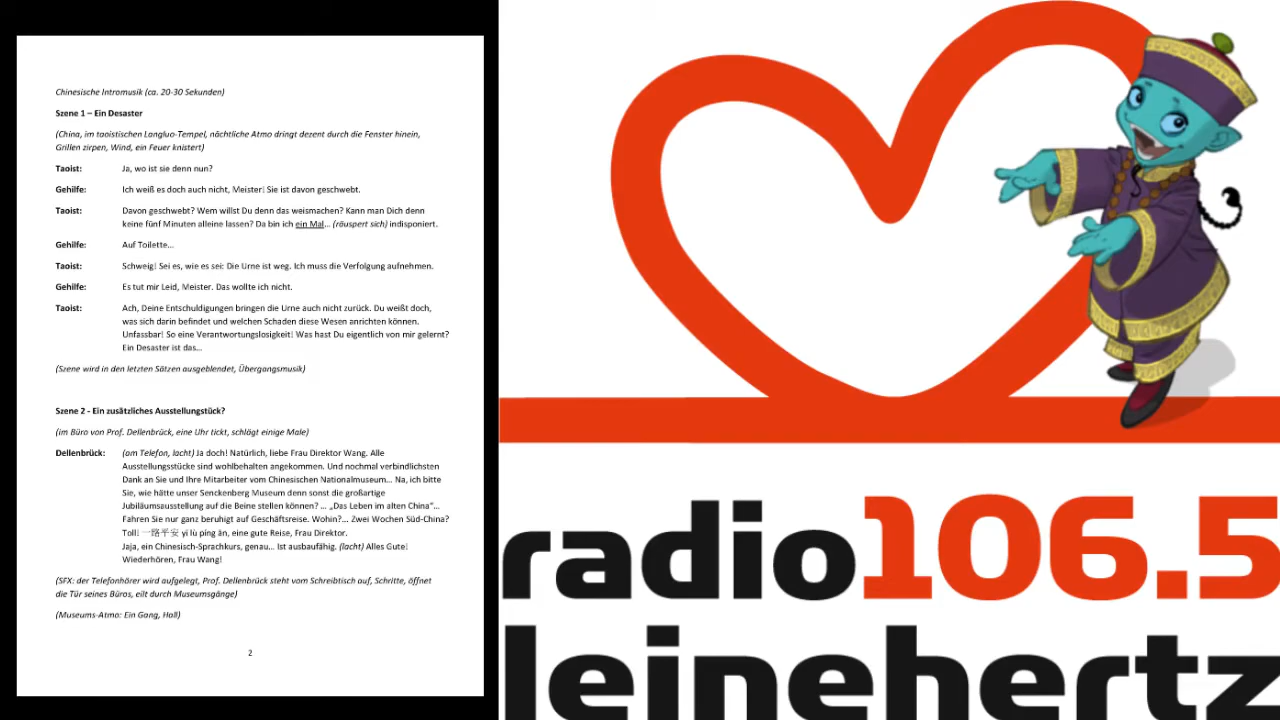 Chinesische Intromusik (ca. 20-30 Sekunden)
Szene 1 – Ein Desaster
(China, im taoistischen Langluo-Tempel, nächtliche Atmo dringt dezent durch die Fenster hinein,
Grillen zirpen, Wind, ein Feuer knistert)
Taoist: Ja, wo ist sie denn nun?
Gehilfe: Ich weiß es doch auch nicht, Meister! Sie ist davon geschwebt.
Taoist: Davon geschwebt? Wem willst Du denn das weismachen? Kann man Dich denn
keine fünf Minuten alleine lassen? Da bin ich ein Mal... (räuspert sich) indisponiert.
Gehilfe: Auf Toilette...
Taoist: Schweig! Sei es, wie es sei: Die Urne ist weg. Ich muss die Verfolgung aufnehmen.
Gehilfe: Es tut mir Leid, Meister. Das wollte ich nicht.
Taoist: Ach, Deine Entschuldigungen bringen die Urne auch nicht zurück. Du weißt doch,
was sich darin befindet und welchen Schaden diese Wesen anrichten können.
Unfassbar! So eine Verantwortungslosigkeit! Was hast Du eigentlich von mir gelernt?
Ein Desaster ist das...
(Szene wird in den letzten Sätzen ausgeblendet, Übergangsmusik)
Szene 2 - Ein zusätzliches Ausstellungstück?
(im Büro von Prof. Dellenbrück, eine Uhr tickt, schlägt einige Male)
Dellenbrück: (am Telefon, lacht) Ja doch! Natürlich, liebe Frau Direktor Wang. Alle
Ausstellungsstücke sind wohlbehalten angekommen. Und nochmal verbindlichsten
Dank an Sie und Ihre Mitarbeiter vom Chinesischen Nationalmuseum... Na, ich bitte
Sie, wie hätte unser Senckenberg Museum denn sonst die großartige
Jubiläumsausstellung auf die Beine stellen können? ... „Das Leben im alten China“...
Fahren Sie nur ganz beruhigt auf Geschäftsreise. Wohin?... Zwei Wochen Süd-China?
Toll! 一路平安 yí lù píng ān, eine gute Reise, Frau Direktor.
Jaja, ein Chinesisch-Sprachkurs, genau... Ist ausbaufähig. (lacht) Alles Gute!
Wiederhören, Frau Wang!
(SFX: der Telefonhörer wird aufgelegt, Prof. Dellenbrück steht vom Schreibtisch auf, Schritte, öffnet
die Tür seines Büros, eilt durch Museumsgänge)
(Museums-Atmo: Ein Gang, Hall)
2
radio106.5
leinehertz